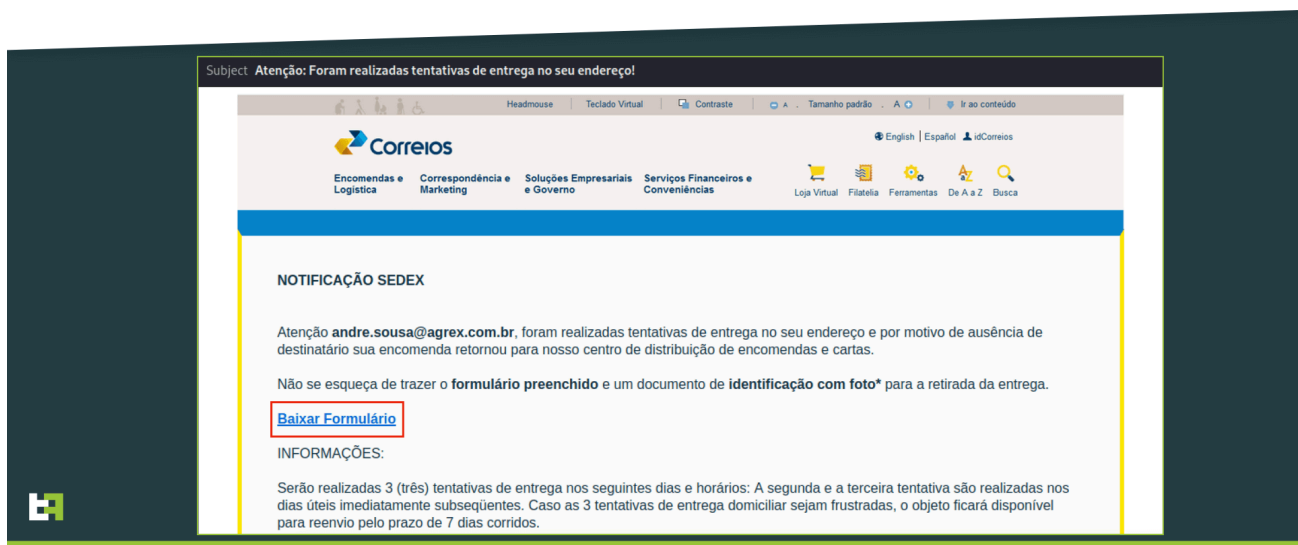 Subject Atenção: Foram realizadas tentativas de entrega no seu endereço!
Headmouse | Teclado Virtual | Contraste | A . Tamanho padrão . A | Ir ao conteúdo
Correios
English | Español idCorreios
Encomendas e Logística
Correspondência e Marketing
Soluções Empresariais e Governo
Serviços Financeiros e Conveniências
Loja Virtual Filatelia Ferramentas De A a Z Busca
NOTIFICAÇÃO SEDEX
Atenção andre.sousa@agrex.com.br, foram realizadas tentativas de entrega no seu endereço e por motivo de ausência de
destinatário sua encomenda retornou para nosso centro de distribuição de encomendas e cartas.
Não se esqueça de trazer o formulário preenchido e um documento de identificação com foto* para a retirada da entrega.
Baixar Formulário
INFORMAÇÕES:
Serão realizadas 3 (três) tentativas de entrega nos seguintes dias e horários: A segunda e a terceira tentativa são realizadas nos
dias úteis imediatamente subseqüentes. Caso as 3 tentativas de entrega domiciliar sejam frustradas, o objeto ficará disponível
para reenvio pelo prazo de 7 dias corridos.